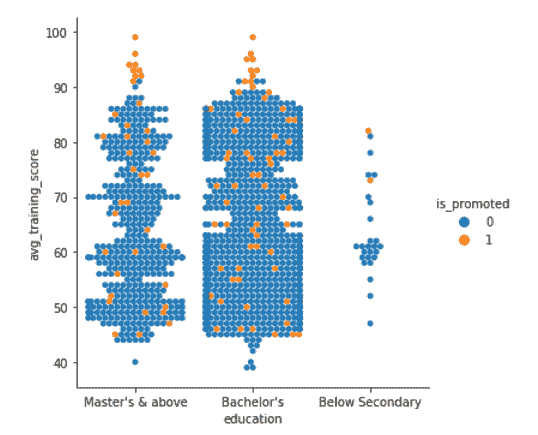 100
90
80
70
60
50
40
avg_training_score
Master's & above
Bachelor's
Below Secondary
education
is_promoted
0
1